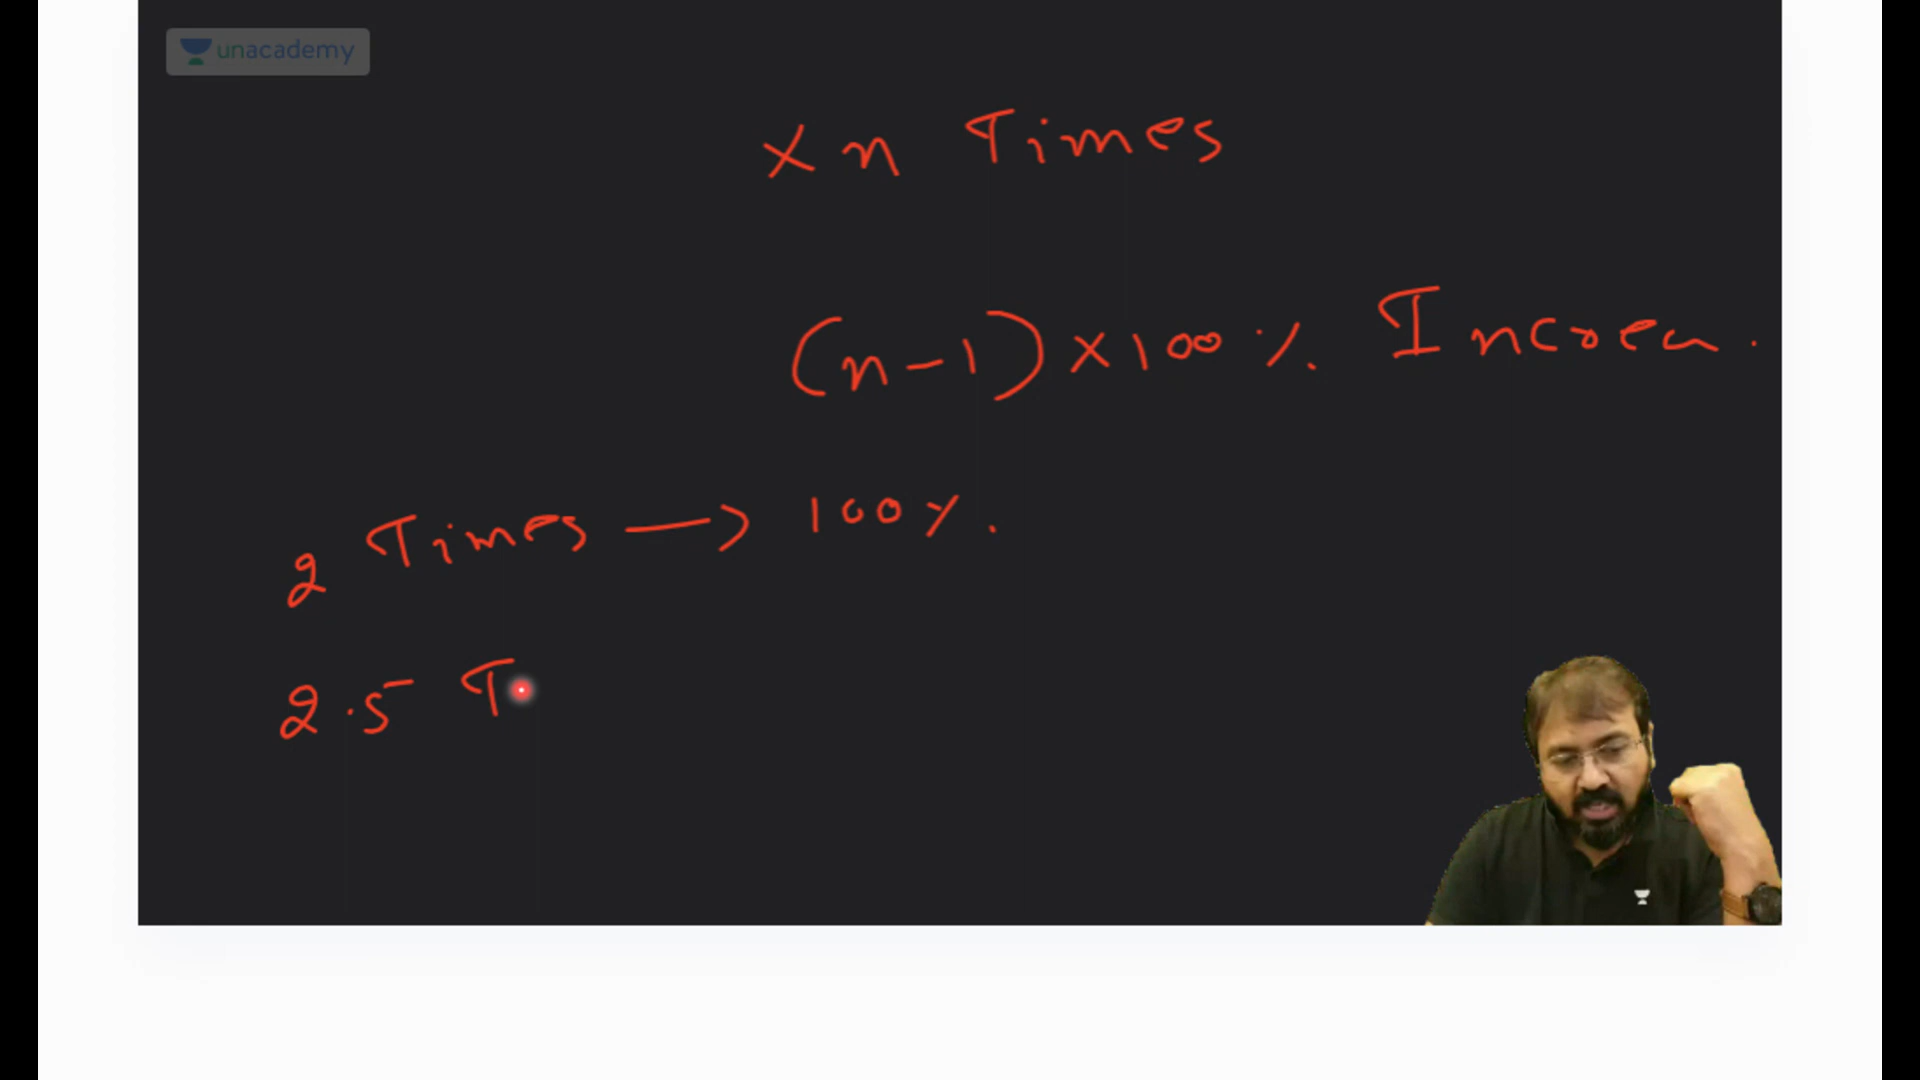 unacademy
× n Times
(n-1) × 100 % Increa.
2 Times → 100 %.
2.5 T